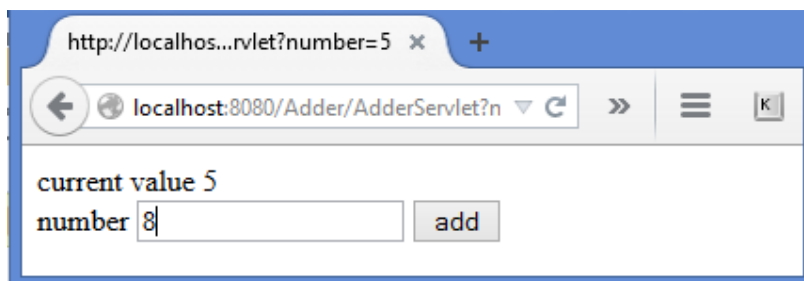 http://localhos...rvlet?number=5
localhost:8080/Adder/AdderServlet?n
K
current value 5
number 8 add